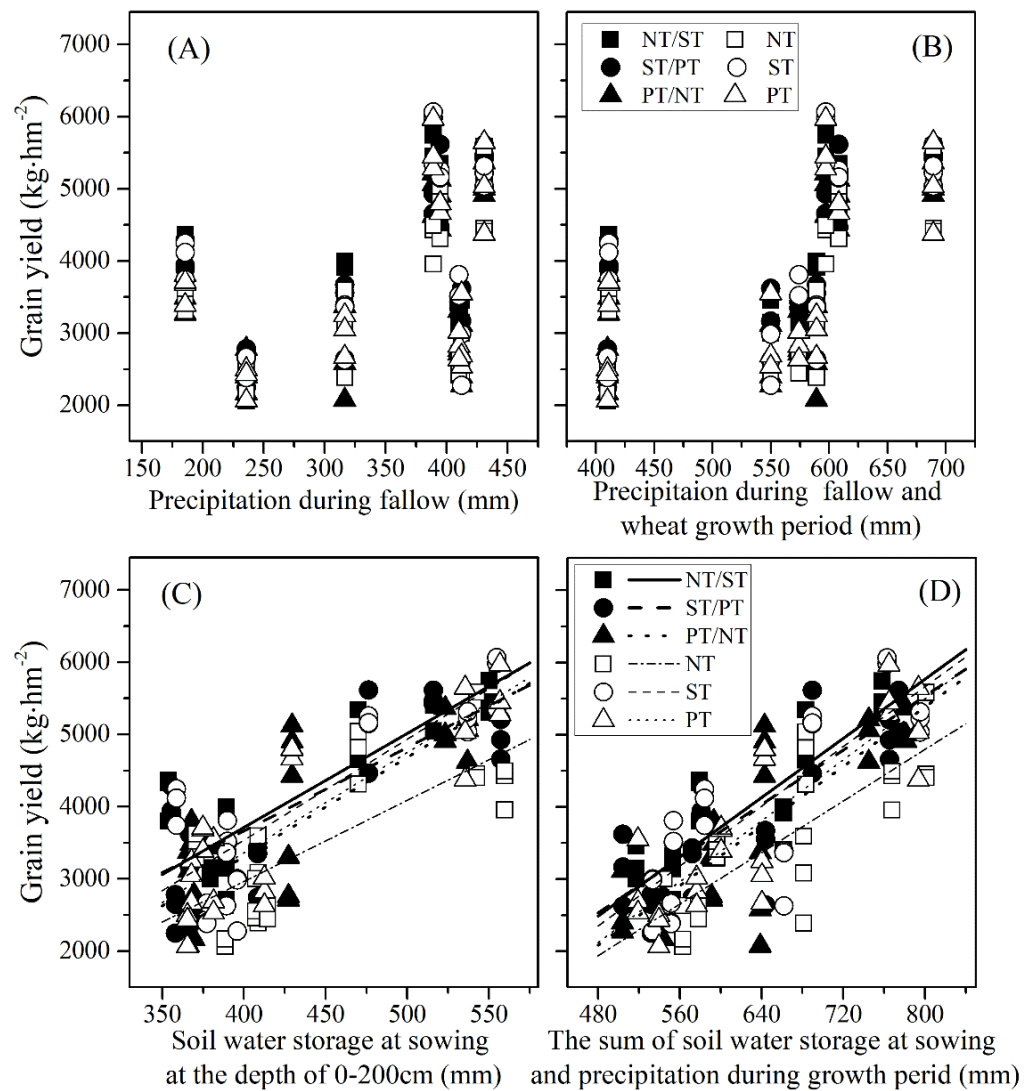 (A)
7000
6000
5000
4000
3000
2000
Grain yield (kg·hm-2)
150 200 250 300 350 400 450
Precipitation during fallow (mm)
(B)
NT/ST NT
ST/PT ST
PT/NT PT
400 450 500 550 600 650 700
Precipitaion during fallow and
wheat growth period (mm)
(C)
7000
6000
5000
4000
3000
2000
Grain yield (kg·hm-2)
350 400 450 500 550
Soil water storage at sowing
at the depth of 0-200cm (mm)
(D)
NT/ST
ST/PT
PT/NT
NT
ST
PT
480 560 640 720 800
The sum of soil water storage at sowing
and precipitation during growth perid (mm)